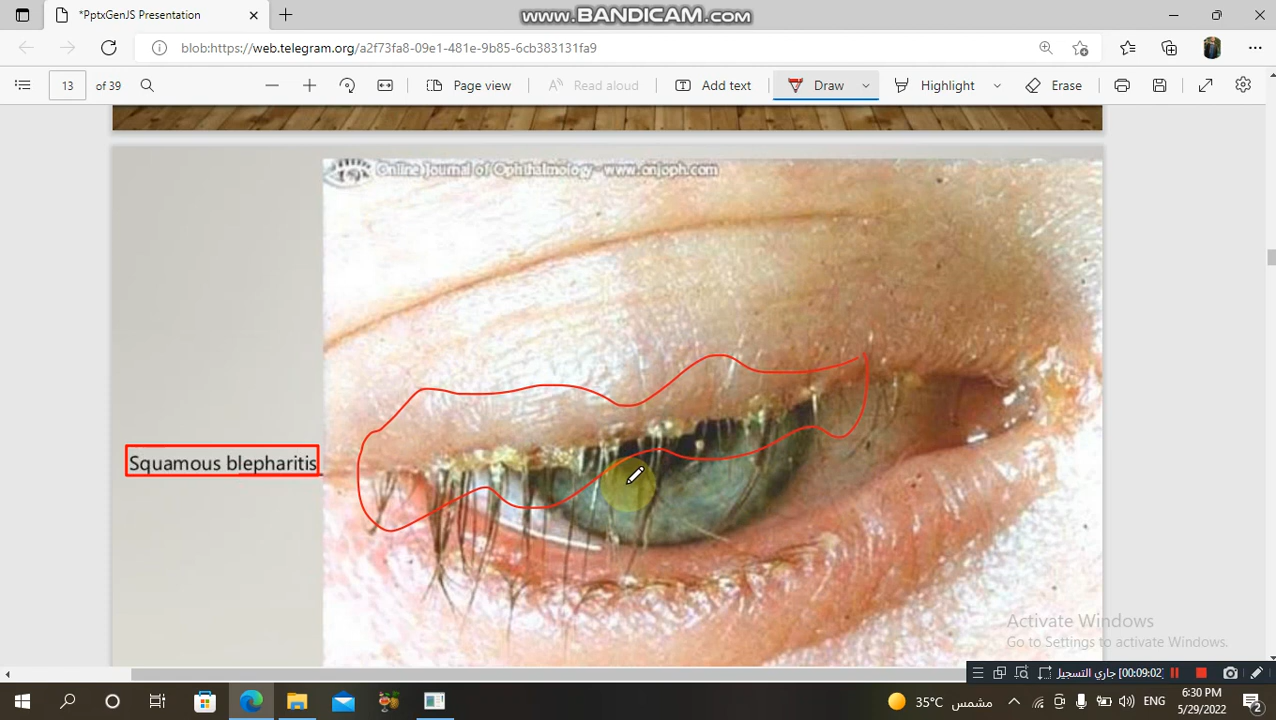 www.BANDICAM.com
*PptxGenJS Presentation
blob:https://web.telegram.org/a2f73fa8-09e1-481e-9b85-6cb383131fa9
13 of 39
Page view
Read aloud
Add text
Draw
Highlight
Erase
Online Journal of Ophthalmology - www.onjoph.com
Squamous blepharitis
Activate Windows
Go to Settings to activate Windows.
جاري التسجيل [00:09:02]
35°C مشمس
ENG
6:30 PM
5/29/2022
2